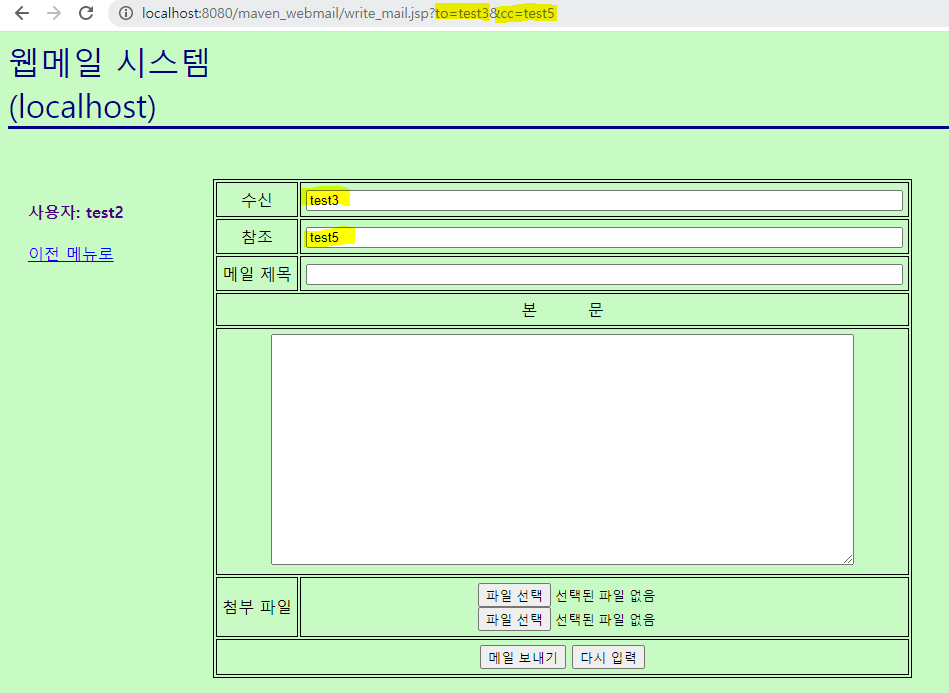 localhost:8080/maven_webmail/write_mail.jsp?to=test3&cc=test5
웹메일 시스템
(localhost)
사용자: test2
이전 메뉴로
수신 test3
참조 test5
메일 제목
본 문
첨부 파일
파일 선택 선택된 파일 없음
파일 선택 선택된 파일 없음
메일 보내기 다시 입력